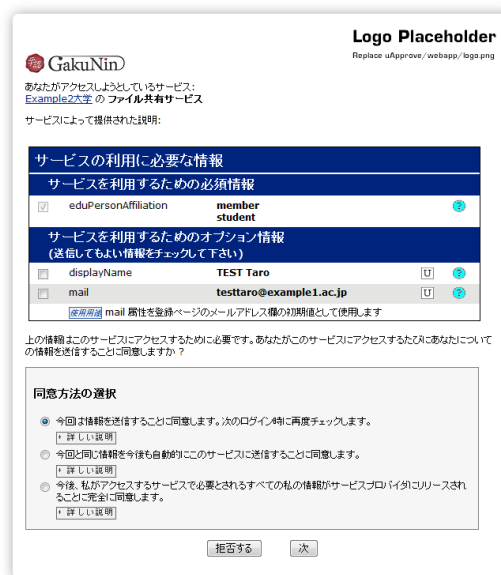 Logo Placeholder
Replace uApprove/webapp/logo.png
学認 GakuNin
あなたがアクセスしようとしているサービス:
Example2大学 の ファイル共有サービス
サービスによって提供された説明:
サービスの利用に必要な情報
サービスを利用するための必須情報
eduPersonAffiliation member
student
?
サービスを利用するためのオプション情報
(送信してもよい情報をチェックして下さい)
displayName TEST Taro U ?
mail testtaro@example1.ac.jp U ?
使用用途 mail 属性を登録ページのメールアドレス欄の初期値として使用します
上の情報はこのサービスにアクセスするために必要です。あなたがこのサービスにアクセスするたびにあなたについて
の情報を送信することに同意しますか ?
同意方法の選択
今回は情報を送信することに同意します。次のログイン時に再度チェックします。
詳しい説明
今回と同じ情報を今後も自動的にこのサービスに送信することに同意します。
詳しい説明
今後、私がアクセスするサービスで必要とされるすべての私の情報がサービスプロバイダにリリースされ
ることに完全に同意します。
詳しい説明
拒否する 次